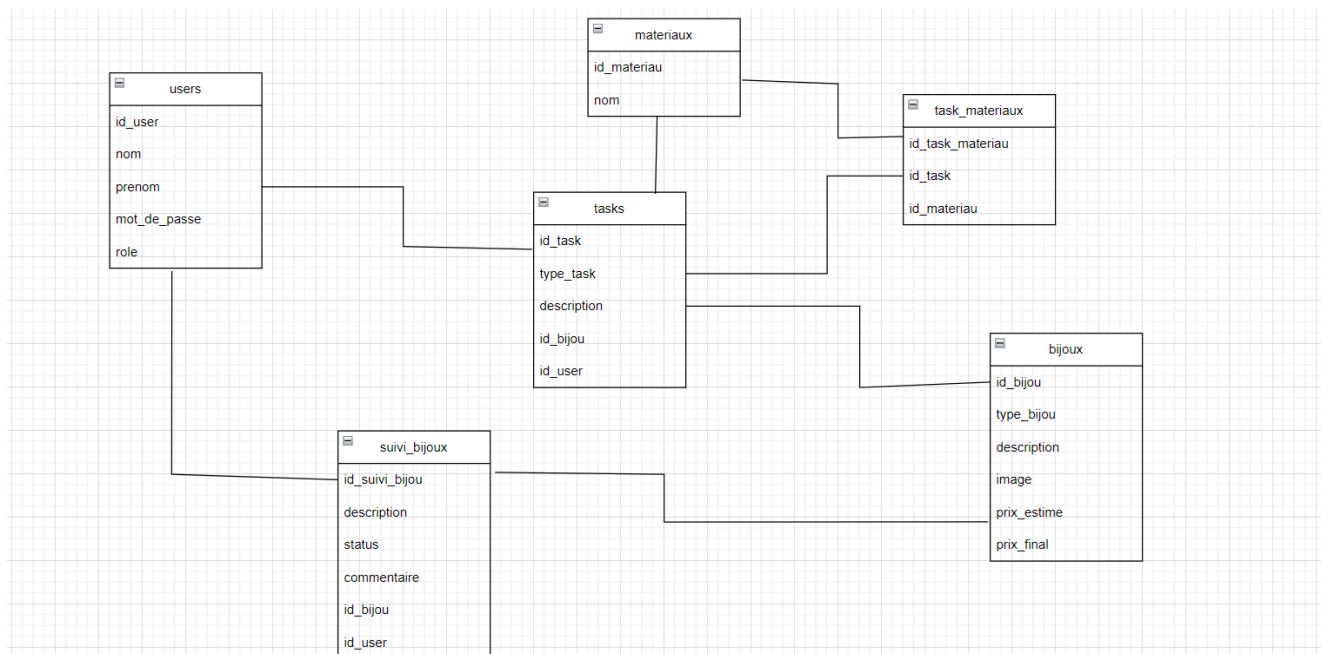 materiaux
id_materiau
nom
users
id_user
nom
prenom
mot_de_passe
role
task_materiaux
id_task_materiau
id_task
id_materiau
tasks
id_task
type_task
description
id_bijou
id_user
bijoux
id_bijou
type_bijou
description
image
prix_estime
prix_final
suivi_bijoux
id_suivi_bijou
description
status
commentaire
id_bijou
id_user